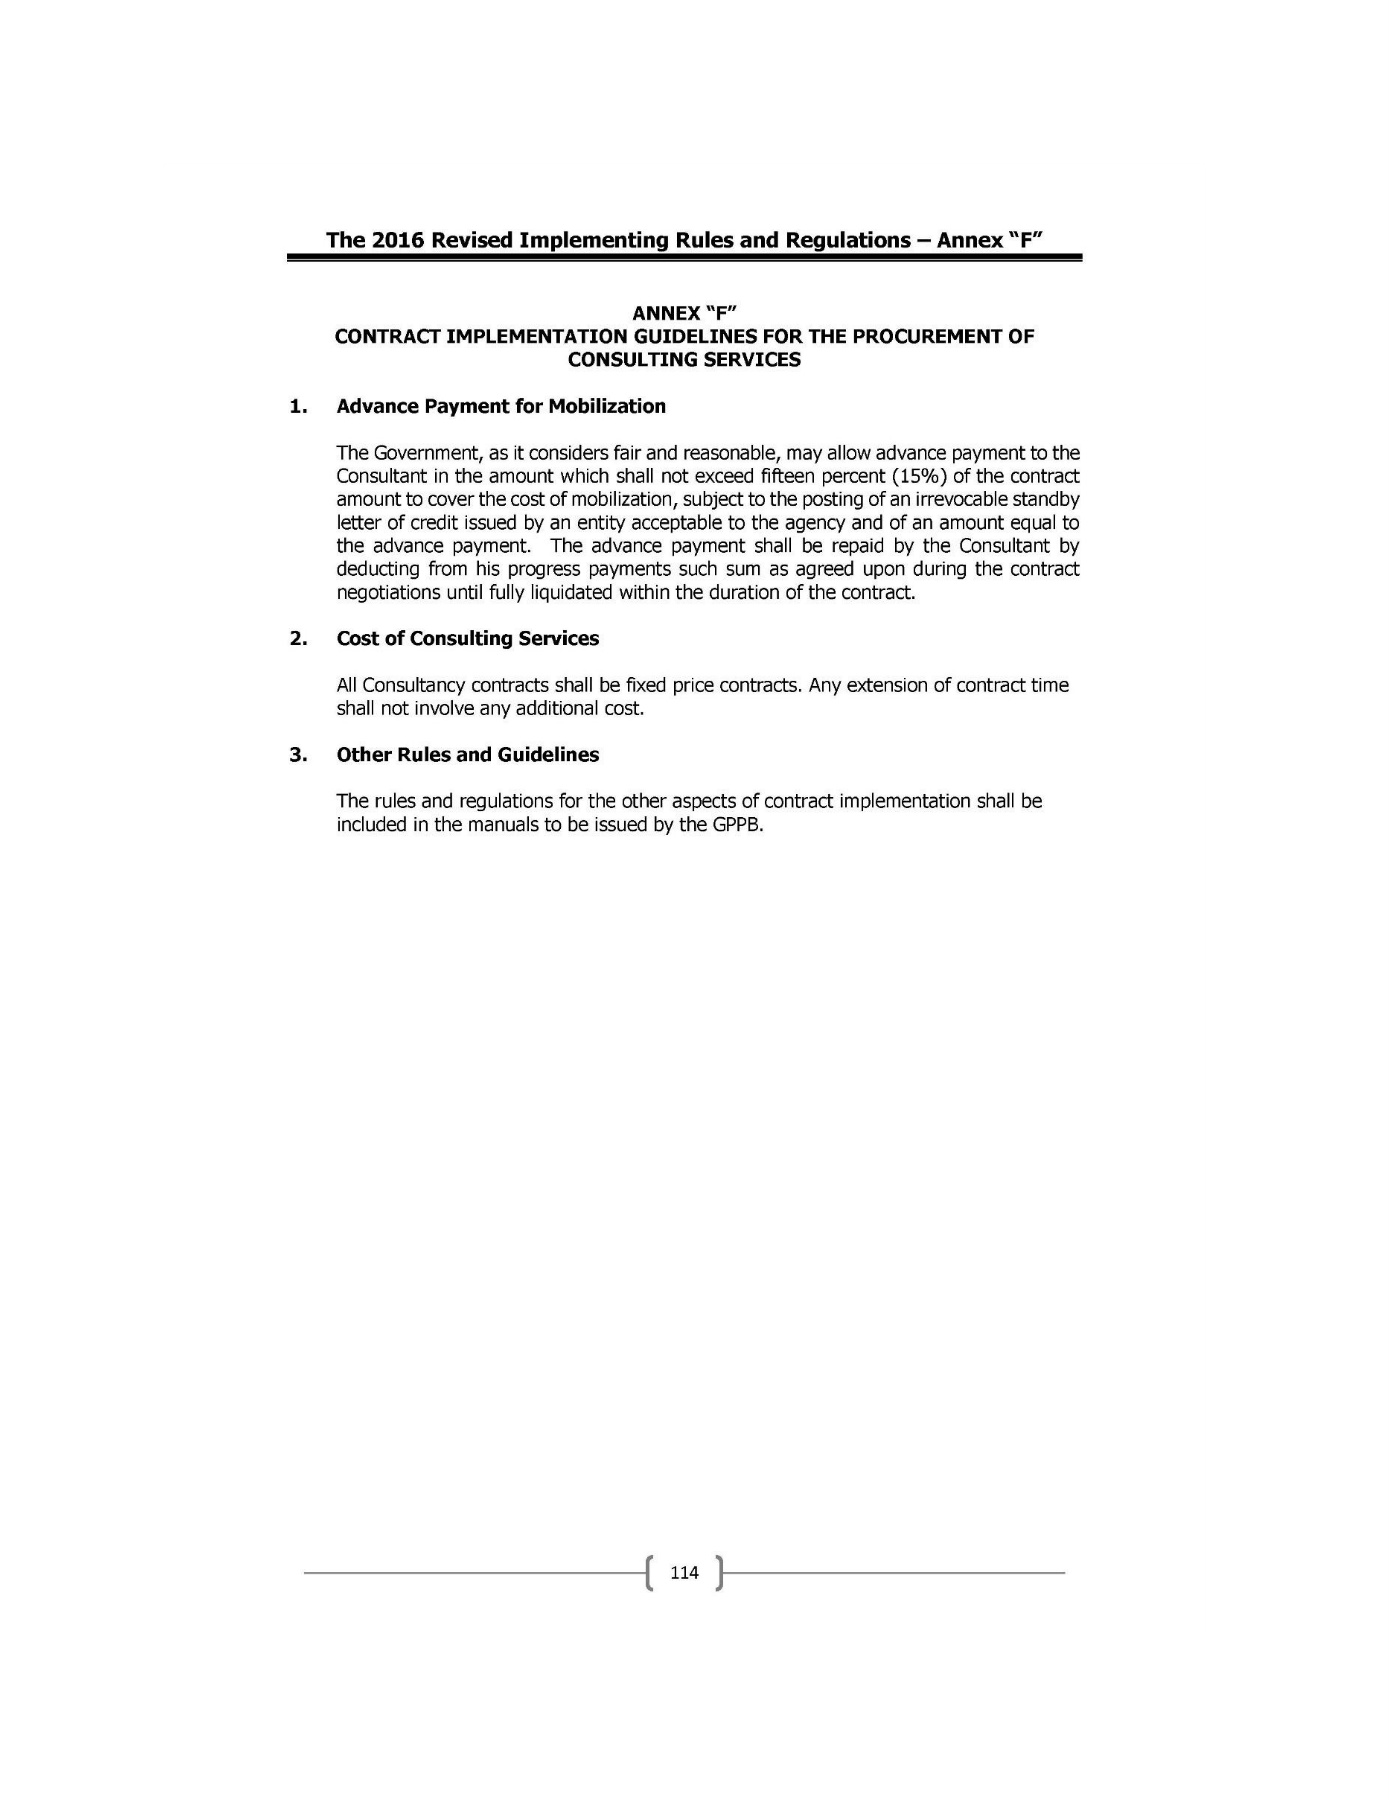 The 2016 Revised Implementing Rules and Regulations – Annex “F”
ANNEX “F”
CONTRACT IMPLEMENTATION GUIDELINES FOR THE PROCUREMENT OF
CONSULTING SERVICES
1. Advance Payment for Mobilization
The Government, as it considers fair and reasonable, may allow advance payment to the
Consultant in the amount which shall not exceed fifteen percent (15%) of the contract
amount to cover the cost of mobilization, subject to the posting of an irrevocable standby
letter of credit issued by an entity acceptable to the agency and of an amount equal to
the advance payment. The advance payment shall be repaid by the Consultant by
deducting from his progress payments such sum as agreed upon during the contract
negotiations until fully liquidated within the duration of the contract.
2. Cost of Consulting Services
All Consultancy contracts shall be fixed price contracts. Any extension of contract time
shall not involve any additional cost.
3. Other Rules and Guidelines
The rules and regulations for the other aspects of contract implementation shall be
included in the manuals to be issued by the GPPB.
114